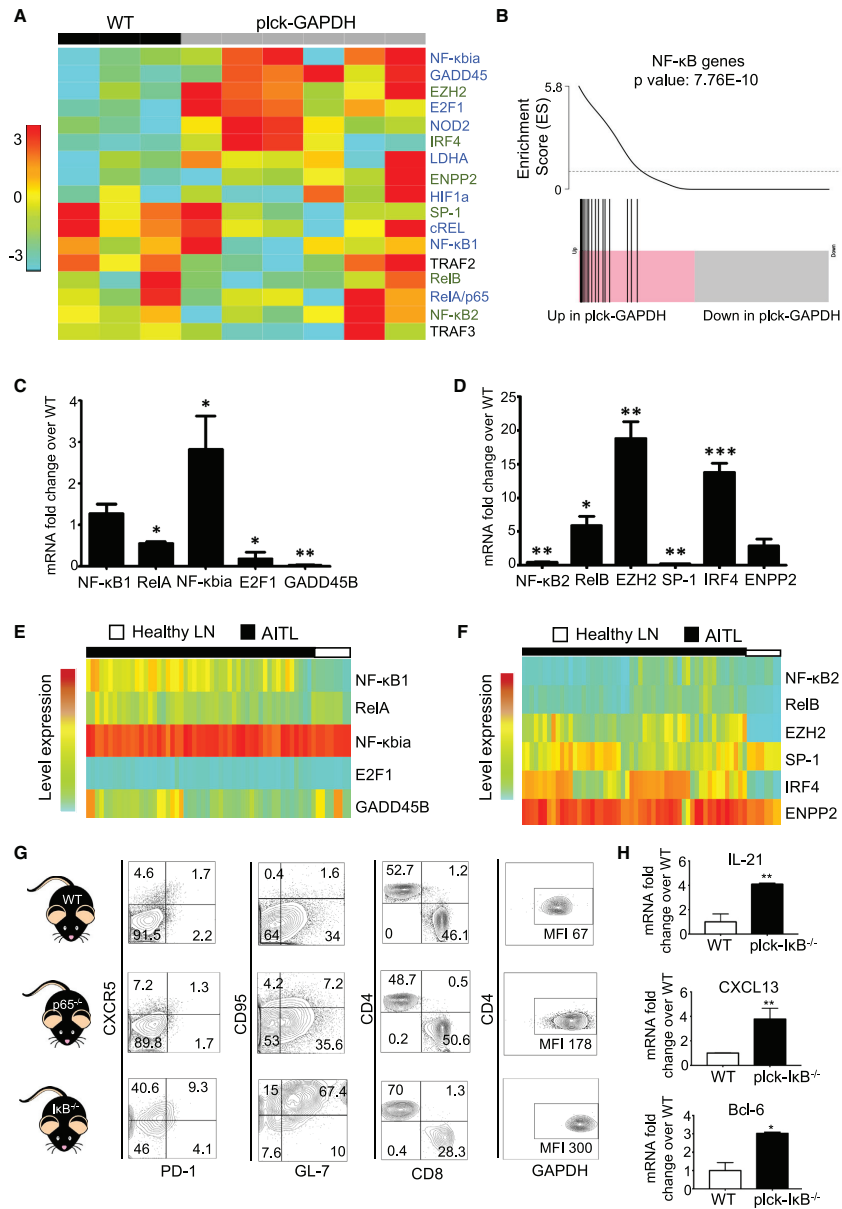 A
WT
plck-GAPDH
NF-κbia
GADD45
EZH2
E2F1
NOD2
IRF4
LDHA
ENPP2
HIF1a
SP-1
cREL
NF-κB1
TRAF2
RelB
RelA/p65
NF-κB2
TRAF3
3
0
-3
B
NF-κB genes
p value: 7.76E-10
Enrichment
Score (ES)
5.8
0
Up
Down
Up in plck-GAPDH
Down in plck-GAPDH
C
mRNA fold change over WT
4
3
2
1
0
*
*
*
**
NF-κB1
RelA
NF-κbia
E2F1
GADD45B
D
mRNA fold change over WT
25
20
15
10
5
0
**
*
**
**
***
NF-κB2
RelB
EZH2
SP-1
IRF4
ENPP2
E
Healthy LN
AITL
Level expression
NF-κB1
RelA
NF-κbia
E2F1
GADD45B
F
Healthy LN
AITL
Level expression
NF-κB2
RelB
EZH2
SP-1
IRF4
ENPP2
G
WT
4.6
1.7
91.5
2.2
0.4
1.6
64
34
52.7
1.2
0
46.1
MFI 67
p65-/-
CXCR5
7.2
1.3
89.8
1.7
CD95
4.2
7.2
53
35.6
CD4
48.7
0.5
0.2
50.6
CD4
MFI 178
IκB-/-
40.6
9.3
46
4.1
15
67.4
7.6
10
70
1.3
0.4
28.3
MFI 300
PD-1
GL-7
CD8
GAPDH
H
IL-21
mRNA fold
change over WT
6
4
2
0
**
WT
plck-IκB-/-
CXCL13
mRNA fold
change over WT
6
4
2
0
**
WT
plck-IκB-/-
Bcl-6
mRNA fold
change over WT
4
3
2
1
0
*
WT
plck-IκB-/-